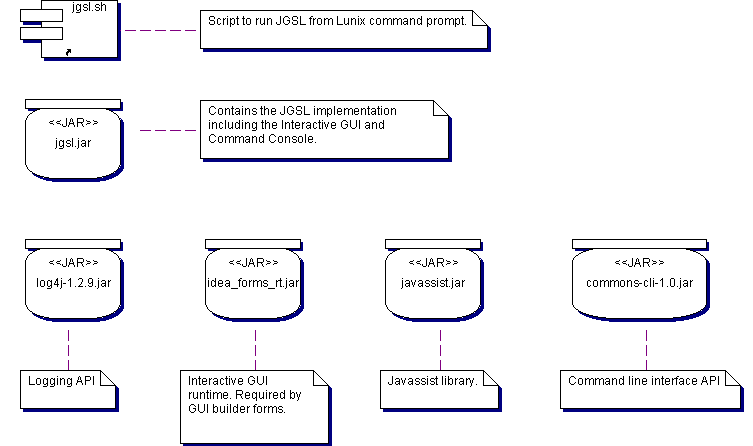 jgsl.sh
Script to run JGSL from Lunix command prompt.
<<JAR>>
jgsl.jar
Contains the JGSL implementation
including the Interactive GUI and
Command Console.
<<JAR>>
log4j-1.2.9.jar
<<JAR>>
idea_forms_rt.jar
<<JAR>>
javassist.jar
<<JAR>>
commons-cli-1.0.jar
Logging API
Interactive GUI
runtime. Required by
GUI builder forms.
Javassist library.
Command line interface API